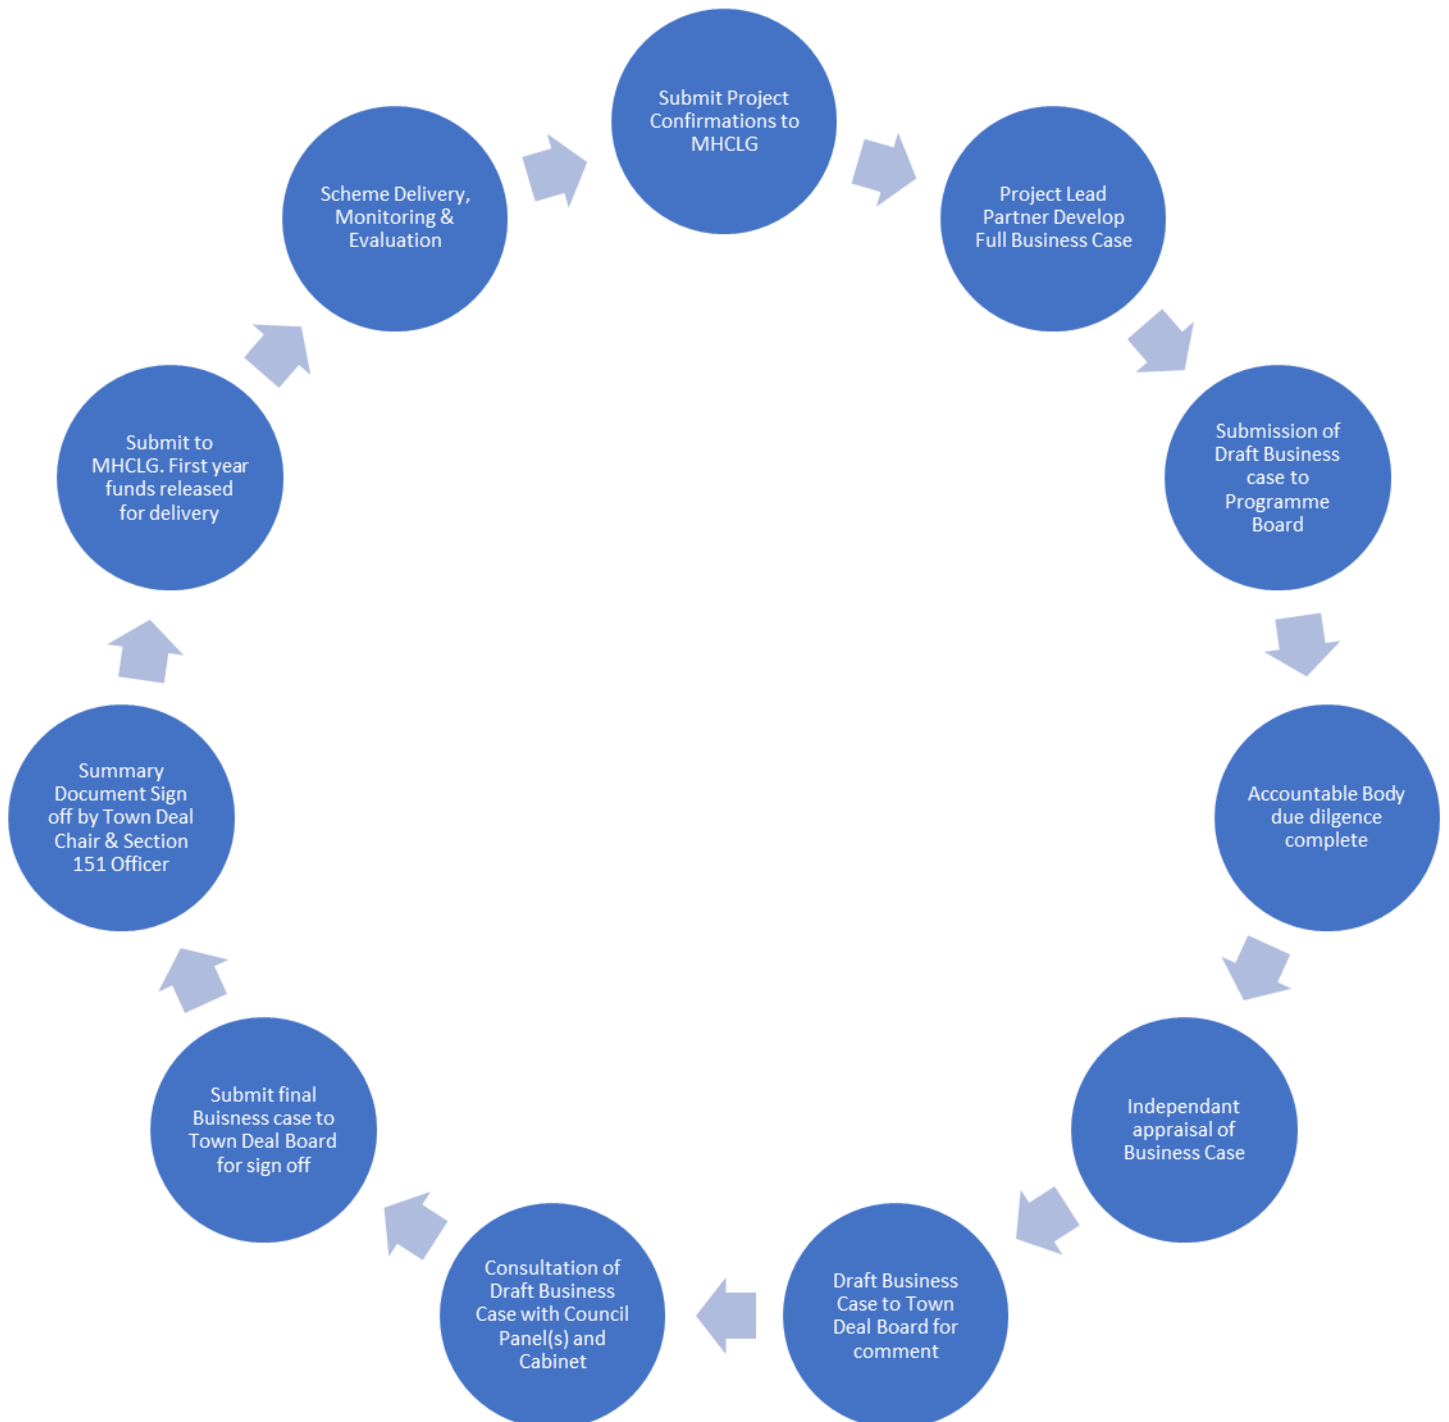 Submit Project
Confirmations to
MHCLG
Project Lead
Partner Develop
Full Business Case
Submission of
Draft Business
case to
Programme
Board
Accountable Body
due dilgence
complete
Independant
appraisal of
Business Case
Draft Business
Case to Town
Deal Board for
comment
Consultation of
Draft Business
Case with Council
Panel(s) and
Cabinet
Submit final
Buisness case to
Town Deal Board
for sign off
Summary
Document Sign
off by Town Deal
Chair & Section
151 Officer
Submit to
MHCLG. First year
funds released
for delivery
Scheme Delivery,
Monitoring &
Evaluation